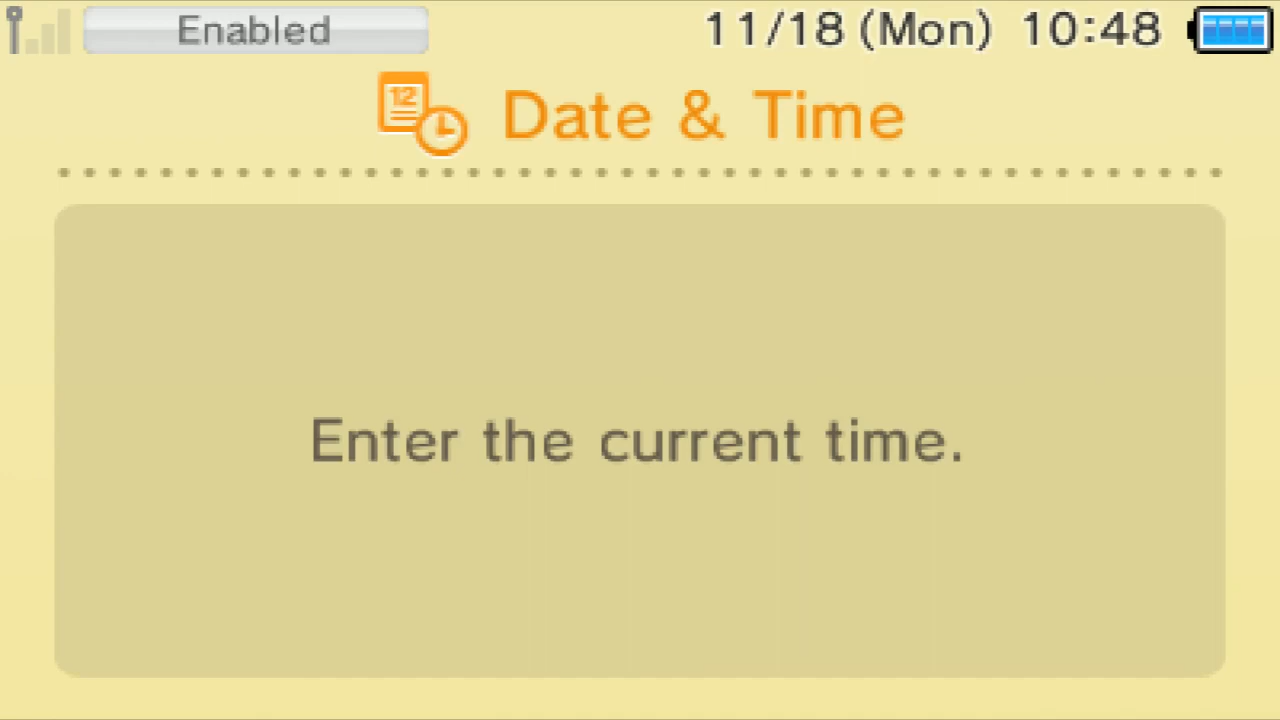 Enabled
11/18 (Mon) 10:48
12
Date & Time
Enter the current time.